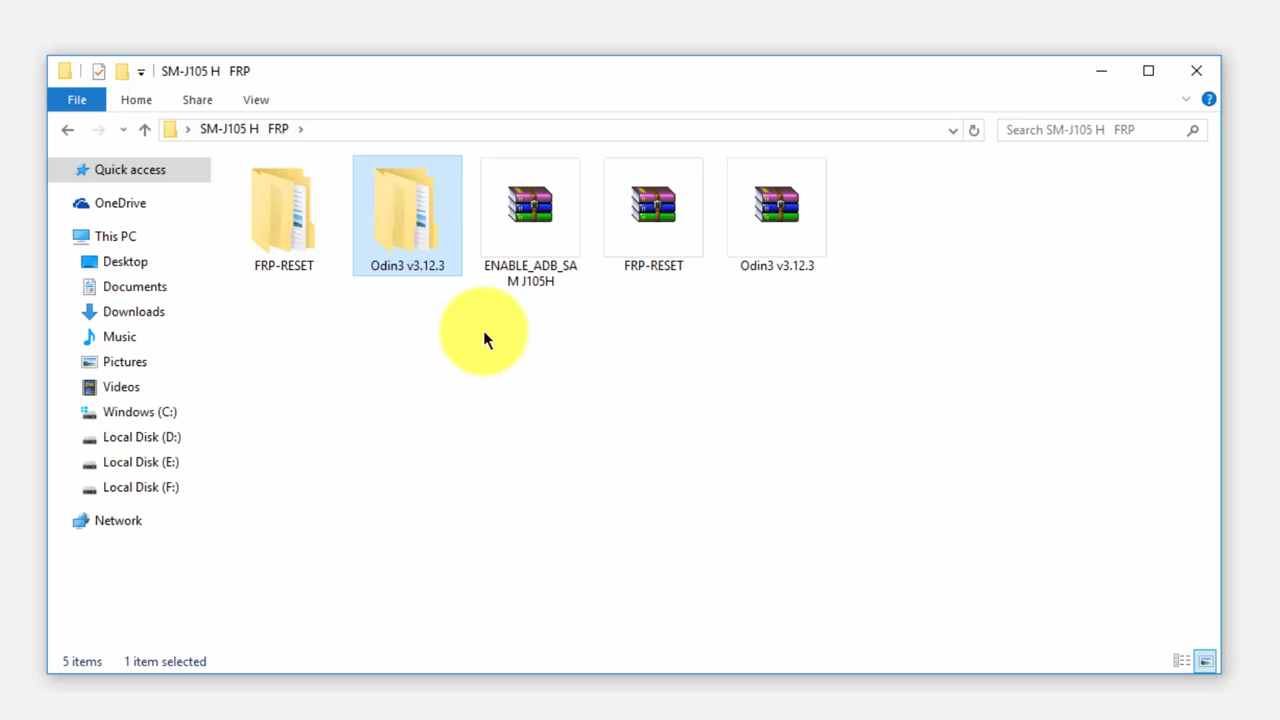 SM-J105 H   FRP
File
Home
Share
View
SM-J105 H   FRP
Search SM-J105 H   FRP
Quick access
OneDrive
This PC
Desktop
Documents
Downloads
Music
Pictures
Videos
Windows (C:)
Local Disk (D:)
Local Disk (E:)
Local Disk (F:)
Network
FRP-RESET
Odin3 v3.12.3
ENABLE_ADB_SA
M J105H
FRP-RESET
Odin3 v3.12.3
5 items
1 item selected